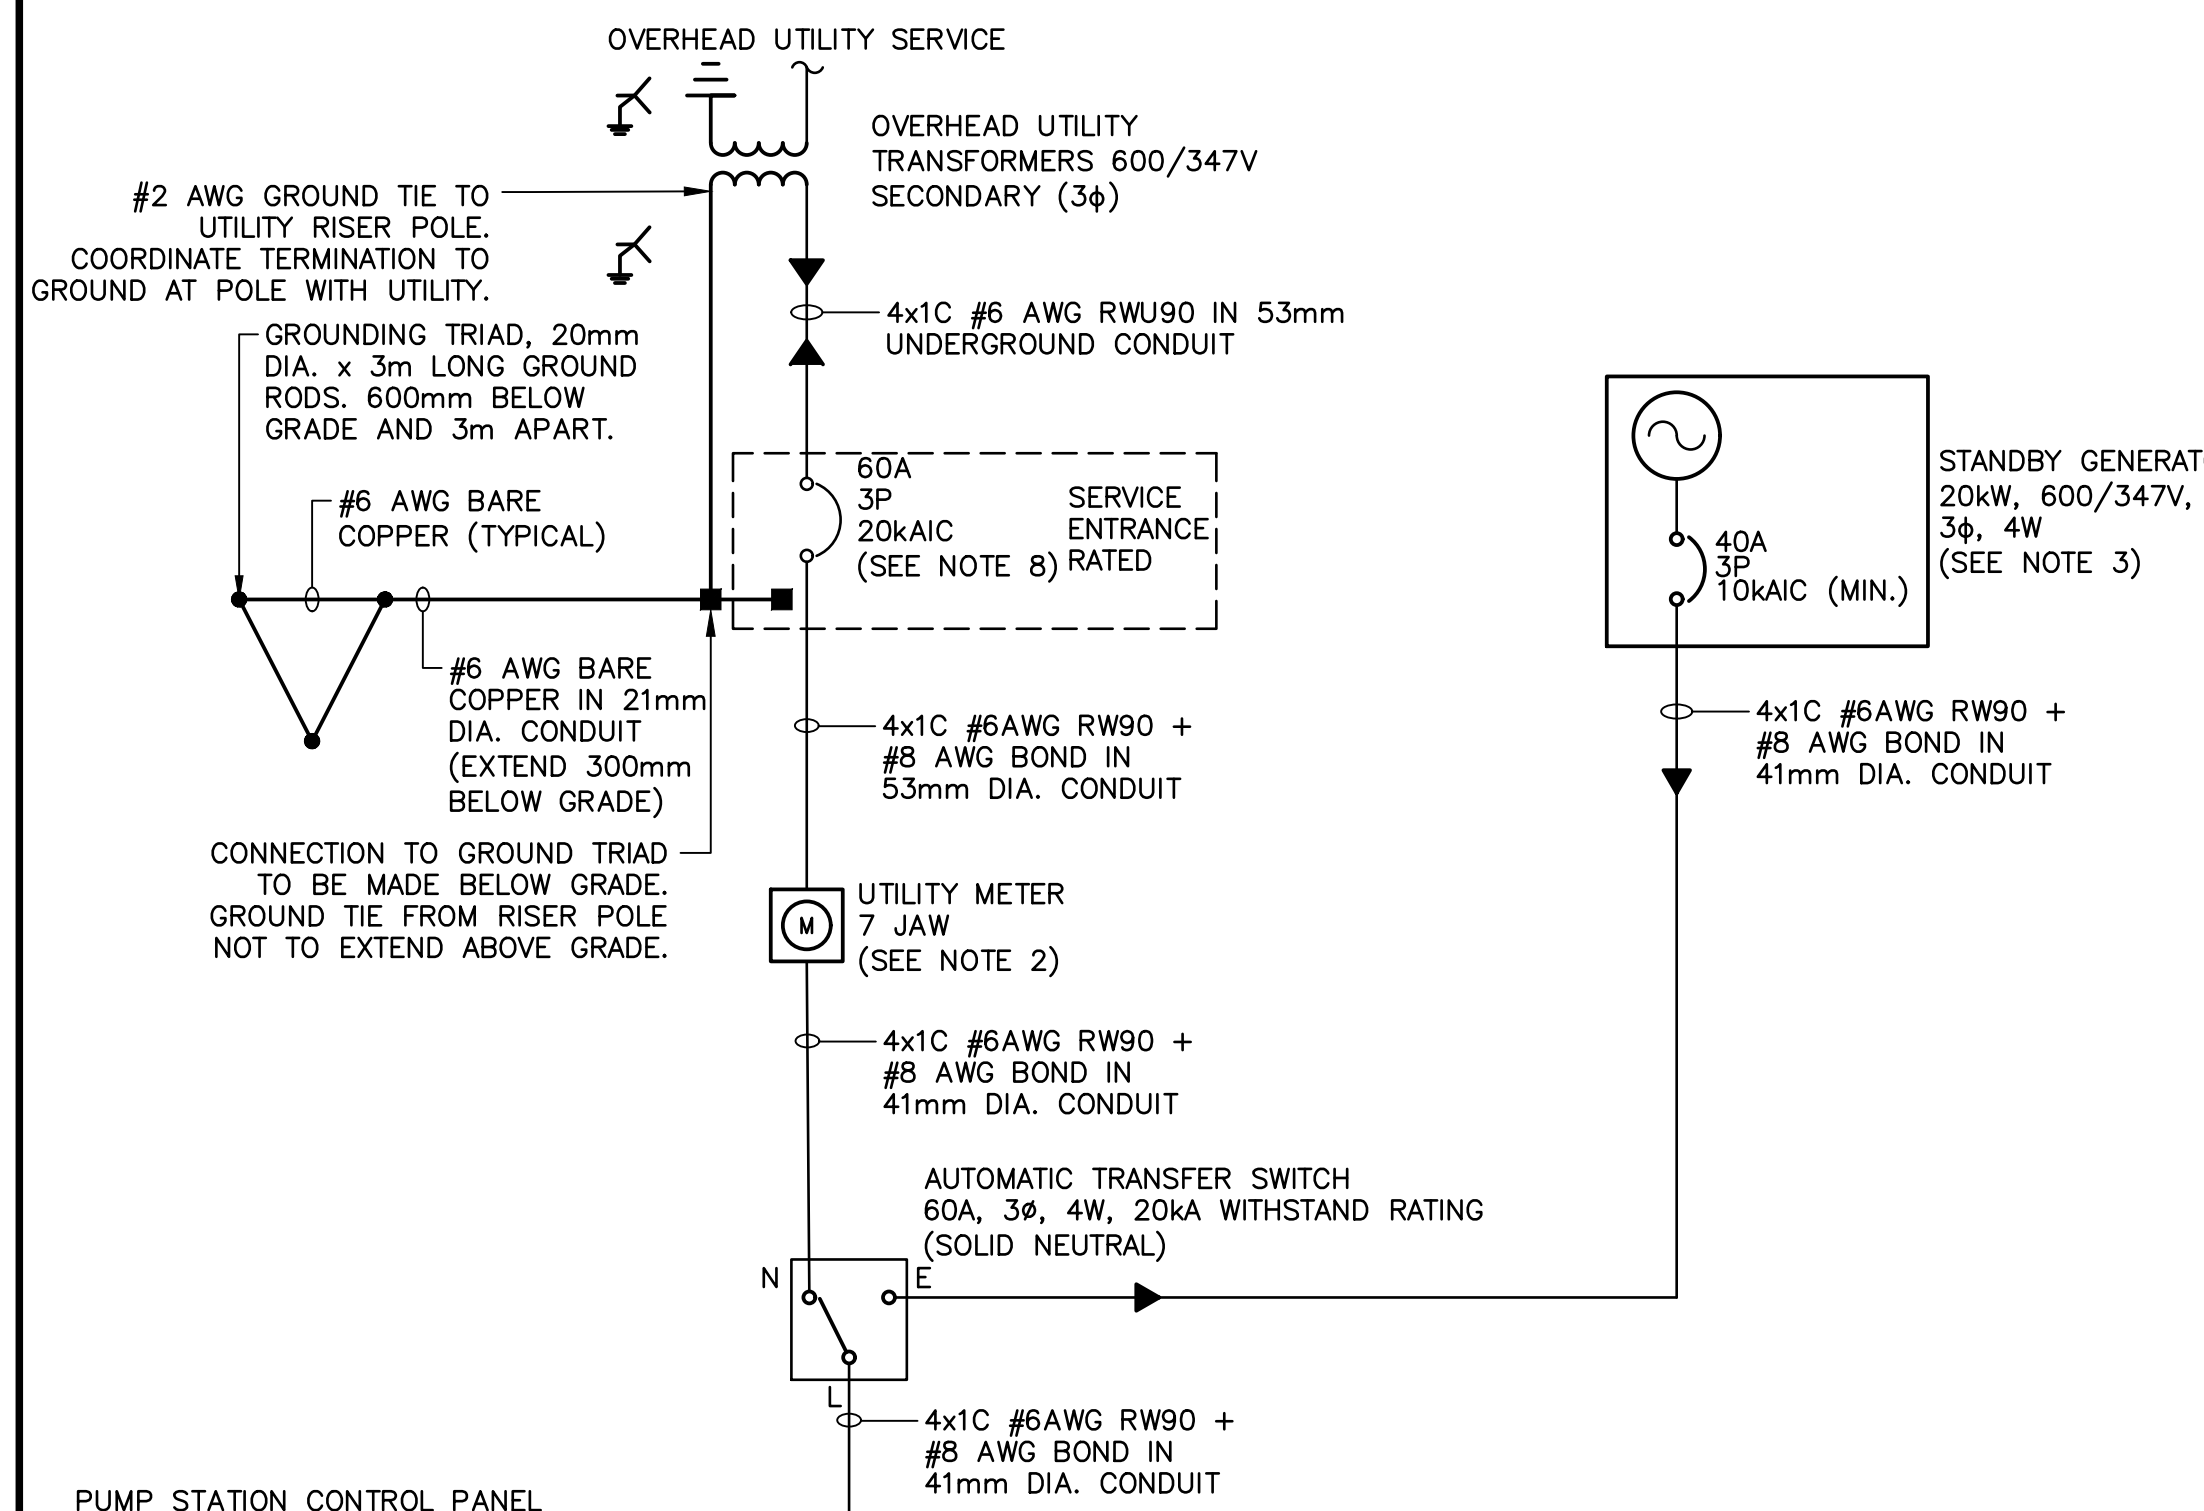 OVERHEAD UTILITY SERVICE
OVERHEAD UTILITY
TRANSFORMERS 600/347V
SECONDARY (3ϕ)
#2 AWG GROUND TIE TO
UTILITY RISER POLE.
COORDINATE TERMINATION TO
GROUND AT POLE WITH UTILITY.
4x1C #6 AWG RWU90 IN 53mm
UNDERGROUND CONDUIT
GROUNDING TRIAD, 20mm
DIA. x 3m LONG GROUND
RODS. 600mm BELOW
GRADE AND 3m APART.
#6 AWG BARE
COPPER (TYPICAL)
60A
3P
20kAIC
(SEE NOTE 8)
SERVICE
ENTRANCE
RATED
STANDBY GENERAT
20kW, 600/347V,
3ϕ, 4W
(SEE NOTE 3)
40A
3P
10kAIC (MIN.)
#6 AWG BARE
COPPER IN 21mm
DIA. CONDUIT
(EXTEND 300mm
BELOW GRADE)
4x1C #6AWG RW90 +
#8 AWG BOND IN
53mm DIA. CONDUIT
4x1C #6AWG RW90 +
#8 AWG BOND IN
41mm DIA. CONDUIT
CONNECTION TO GROUND TRIAD
TO BE MADE BELOW GRADE.
GROUND TIE FROM RISER POLE
NOT TO EXTEND ABOVE GRADE.
M
UTILITY METER
7 JAW
(SEE NOTE 2)
4x1C #6AWG RW90 +
#8 AWG BOND IN
41mm DIA. CONDUIT
AUTOMATIC TRANSFER SWITCH
60A, 3ø, 4W, 20kA WITHSTAND RATING
(SOLID NEUTRAL)
N
E
L
4x1C #6AWG RW90 +
#8 AWG BOND IN
41mm DIA. CONDUIT
PUMP STATION CONTROL PANEL